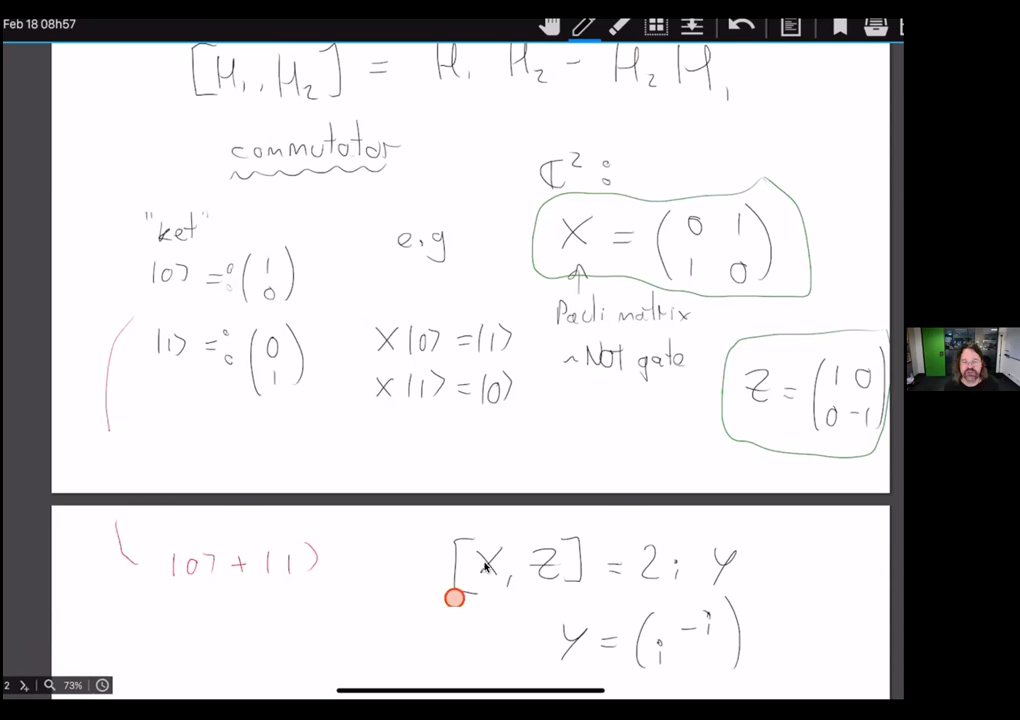 Feb 18 08h57
[H₁, H₂] = H₁ H₂ - H₂ H₁
commutator
ℂ² :
"ket"
|0⟩ = (1 0)
e.g
X = (0 1
1 0)
Pauli matrix
~Not gate
|1⟩ = (0 1)
X|0⟩ = |1⟩
X|1⟩ = |0⟩
Z = (1 0
0 -1)
|0⟩ + |1⟩
[X, Z] = 2i Y
Y = ( -i
i )
2
73%